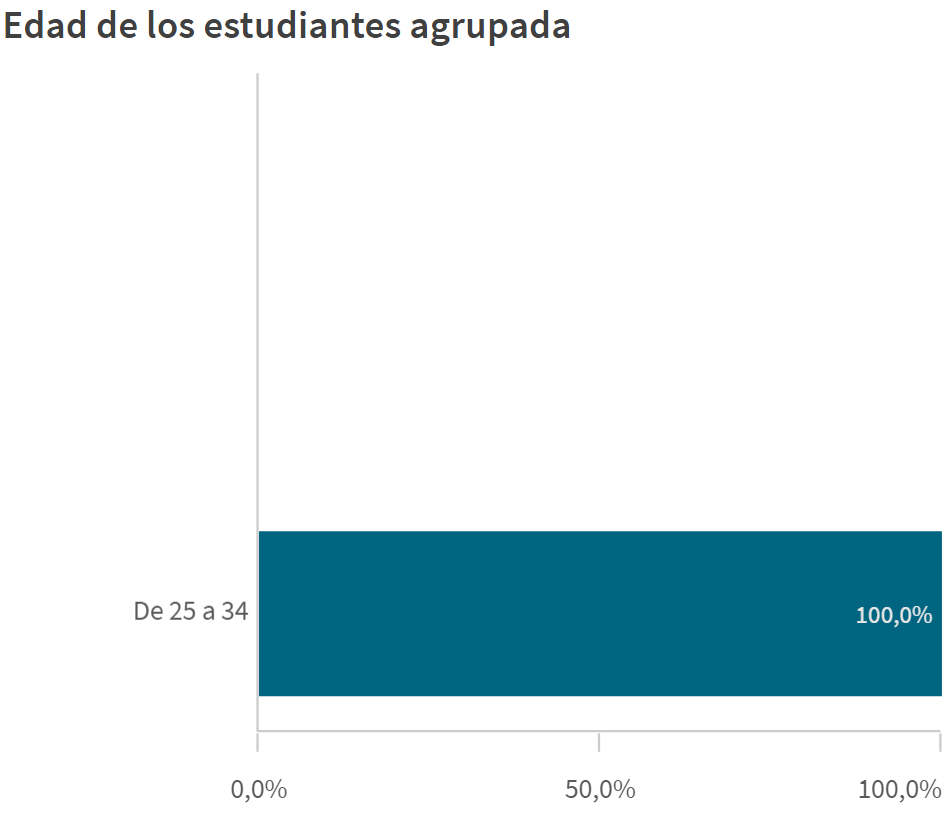 Edad de los estudiantes agrupada
De 25 a 34
100,0%
0,0%
50,0%
100,0%